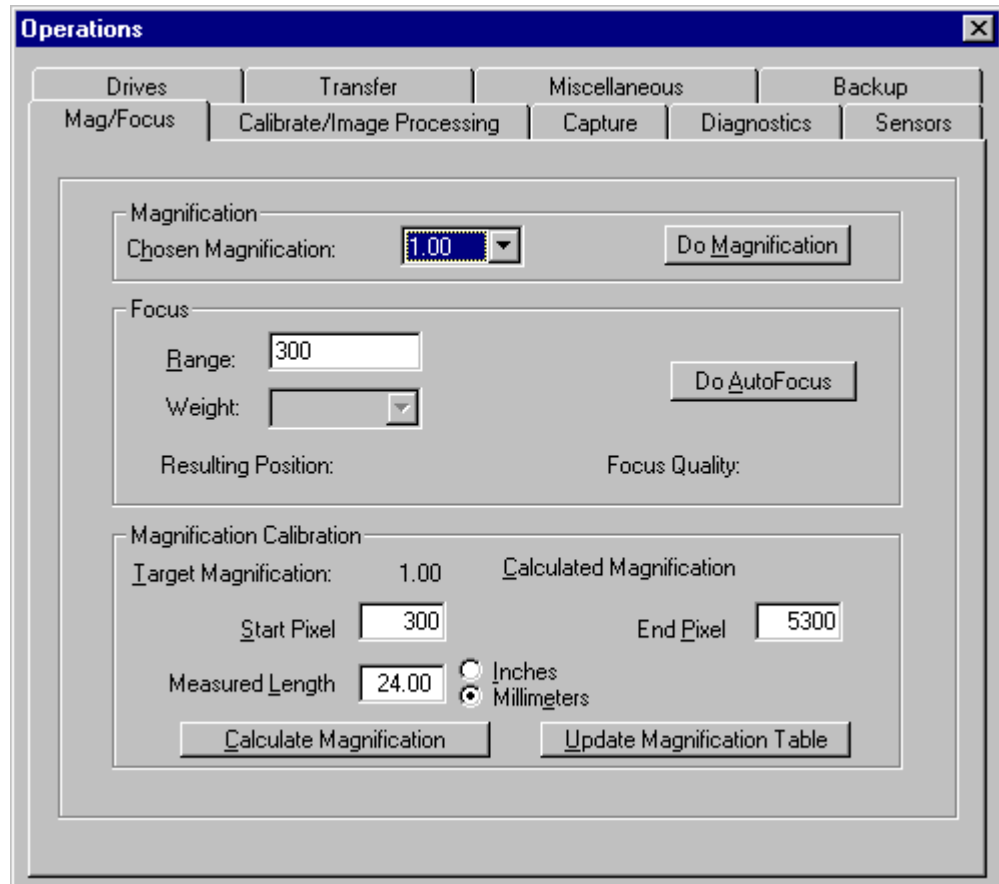 Operations
Drives Transfer Miscellaneous Backup
Mag/Focus Calibrate/Image Processing Capture Diagnostics Sensors
Magnification
Chosen Magnification: 1.00 Do Magnification
Focus
Range: 300
Do AutoFocus
Weight:
Resulting Position: Focus Quality:
Magnification Calibration
Target Magnification: 1.00 Calculated Magnification
Start Pixel 300 End Pixel 5300
Measured Length 24.00 Inches
Millimeters
Calculate Magnification Update Magnification Table